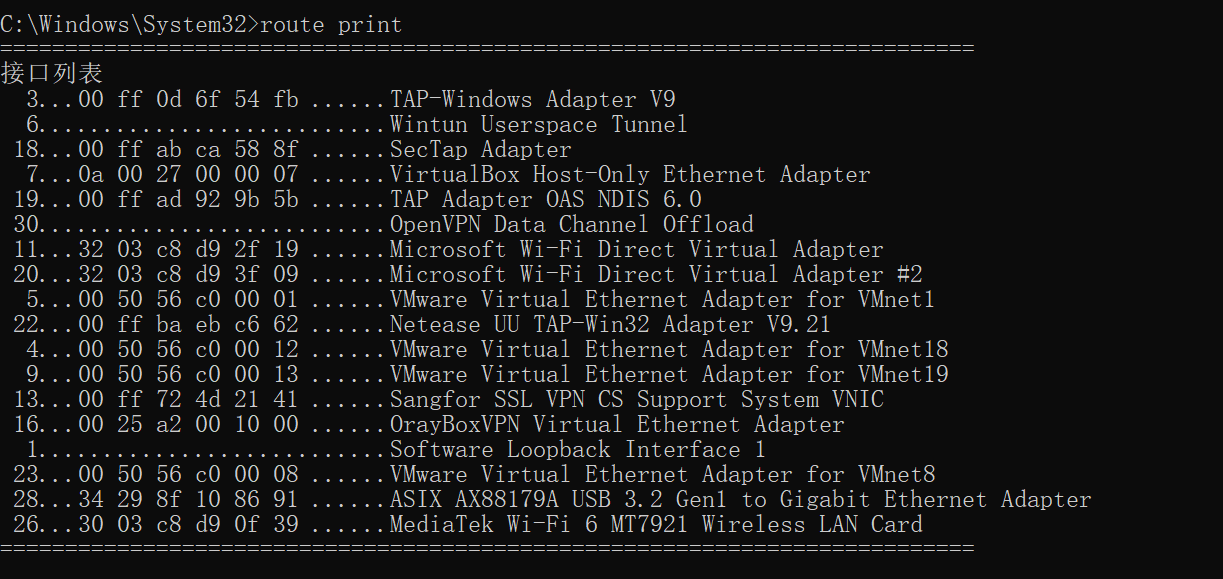 C:\Windows\System32>route print
===========================================================================
接口列表
  3...00 ff 0d 6f 54 fb ......TAP-Windows Adapter V9
  6...........................Wintun Userspace Tunnel
 18...00 ff ab ca 58 8f ......SecTap Adapter
  7...0a 00 27 00 00 07 ......VirtualBox Host-Only Ethernet Adapter
 19...00 ff ad 92 9b 5b ......TAP Adapter OAS NDIS 6.0
 30...........................OpenVPN Data Channel Offload
 11...32 03 c8 d9 2f 19 ......Microsoft Wi-Fi Direct Virtual Adapter
 20...32 03 c8 d9 3f 09 ......Microsoft Wi-Fi Direct Virtual Adapter #2
  5...00 50 56 c0 00 01 ......VMware Virtual Ethernet Adapter for VMnet1
 22...00 ff ba eb c6 62 ......Netease UU TAP-Win32 Adapter V9.21
  4...00 50 56 c0 00 12 ......VMware Virtual Ethernet Adapter for VMnet18
  9...00 50 56 c0 00 13 ......VMware Virtual Ethernet Adapter for VMnet19
 13...00 ff 72 4d 21 41 ......Sangfor SSL VPN CS Support System VNIC
 16...00 25 a2 00 10 00 ......OrayBoxVPN Virtual Ethernet Adapter
  1...........................Software Loopback Interface 1
 23...00 50 56 c0 00 08 ......VMware Virtual Ethernet Adapter for VMnet8
 28...34 29 8f 10 86 91 ......ASIX AX88179A USB 3.2 Gen1 to Gigabit Ethernet Adapter
 26...30 03 c8 d9 0f 39 ......MediaTek Wi-Fi 6 MT7921 Wireless LAN Card
===========================================================================